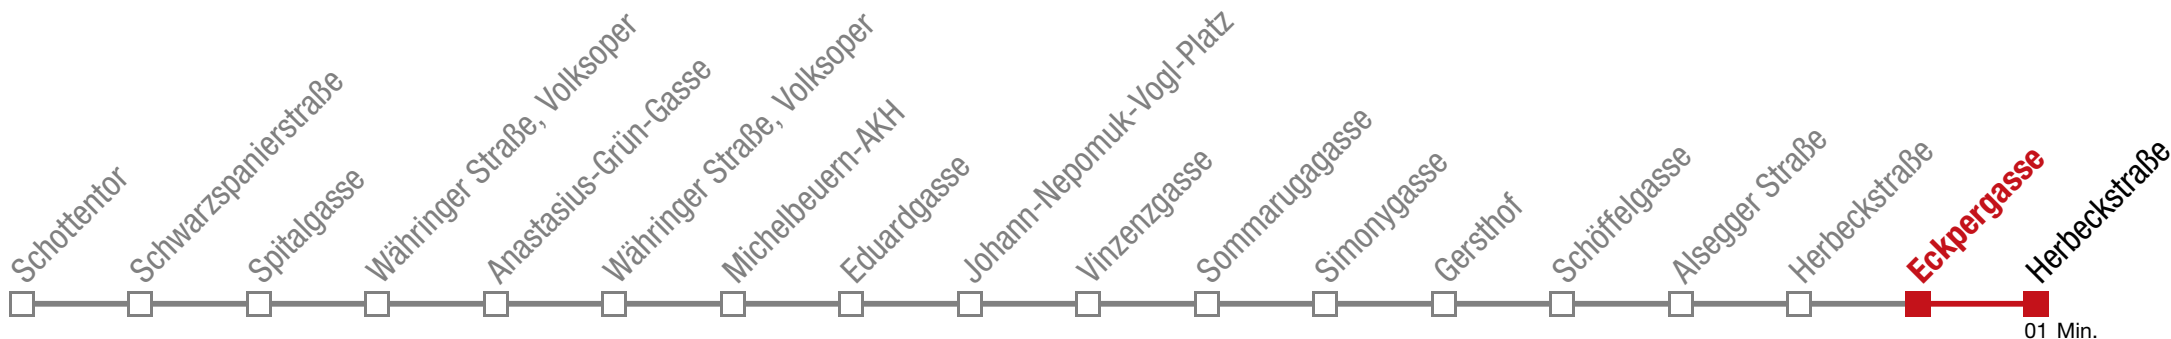 Schottentor
Schwarzspanierstraße
Spitalgasse
Währinger Straße, Volksoper
Anastasius-Grün-Gasse
Währinger Straße, Volksoper
Michelbeuern-AKH
Eduardgasse
Johann-Nepomuk-Vogl-Platz
Vinzenzgasse
Sommarugagasse
Simonygasse
Gersthof
Schöffelgasse
Alsegger Straße
Herbeckstraße
Eckpergasse
Herbeckstraße
01 Min.